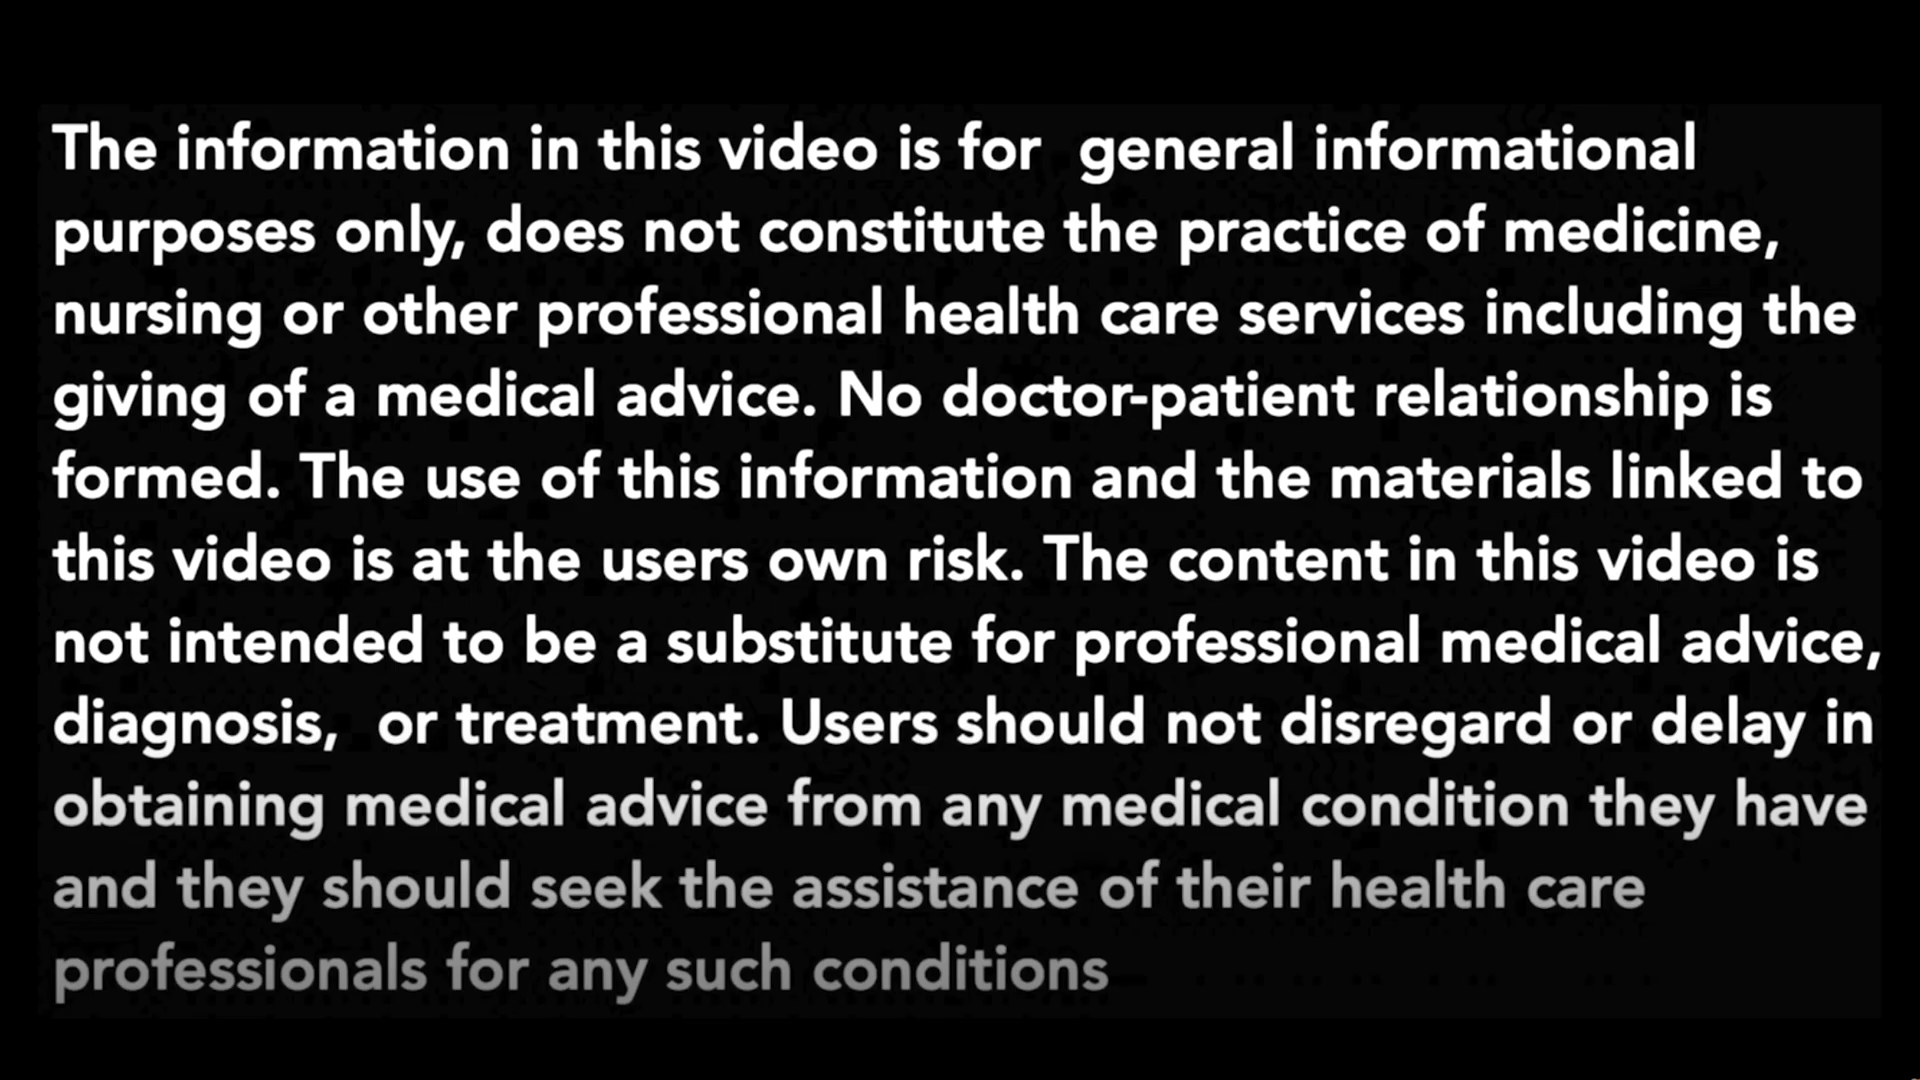 The information in this video is for  general informational
purposes only, does not constitute the practice of medicine,
nursing or other professional health care services including the
giving of a medical advice. No doctor-patient relationship is
formed. The use of this information and the materials linked to
this video is at the users own risk. The content in this video is
not intended to be a substitute for professional medical advice,
diagnosis,  or treatment. Users should not disregard or delay in
obtaining medical advice from any medical condition they have
and they should seek the assistance of their health care
professionals for any such conditions